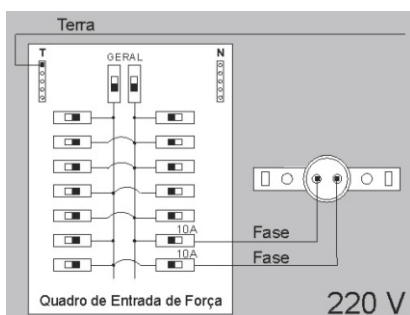 Terra
T
GERAL
N
10A
Fase
10A
Fase
Quadro de Entrada de Força
220 V